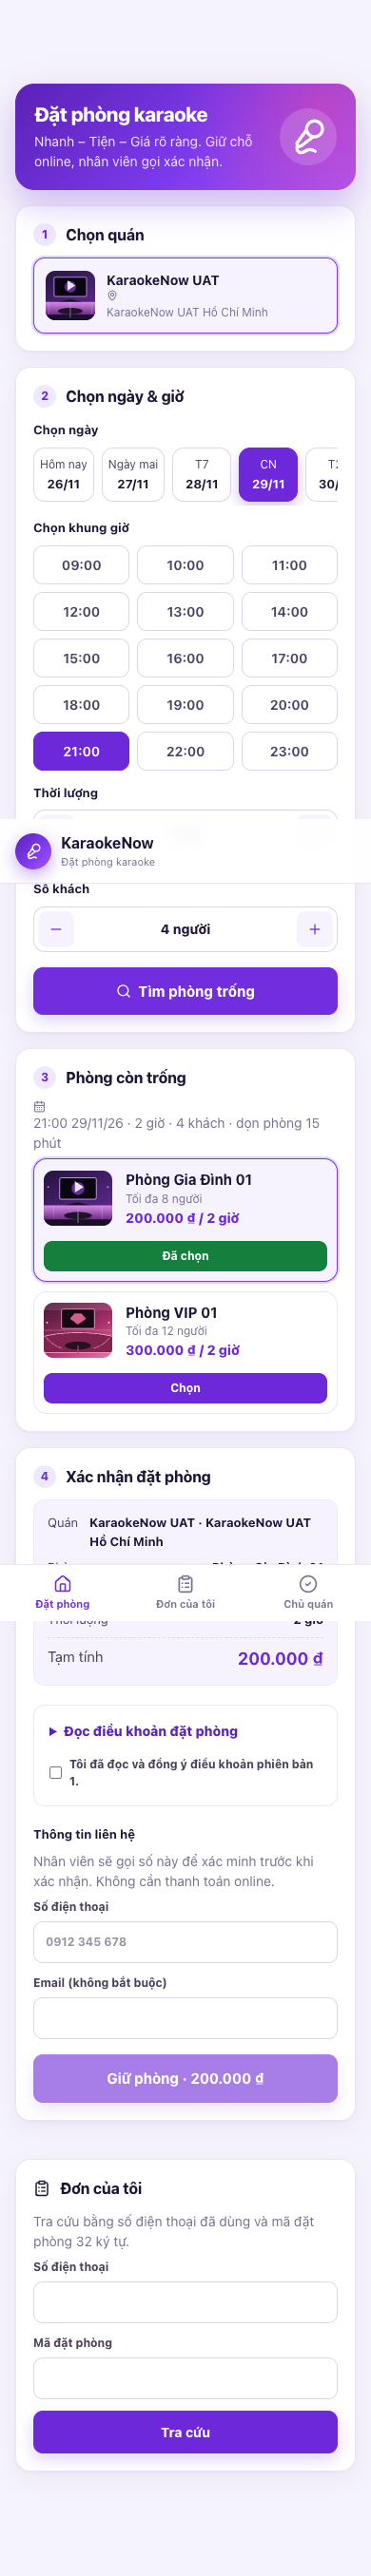 Đặt phòng karaoke
Nhanh – Tiện – Giá rõ ràng. Giữ chỗ
online, nhân viên gọi xác nhận.
1 Chọn quán
KaraokeNow UAT
KaraokeNow UAT Hồ Chí Minh
2 Chọn ngày & giờ
Chọn ngày
Hôm nay Ngày mai T7 CN T2
26/11 27/11 28/11 29/11 30/
Chọn khung giờ
09:00 10:00 11:00
12:00 13:00 14:00
15:00 16:00 17:00
18:00 19:00 20:00
21:00 22:00 23:00
Thời lượng
KaraokeNow
Đặt phòng karaoke
Số khách
− 4 người +
Tìm phòng trống
3 Phòng còn trống
21:00 29/11/26 · 2 giờ · 4 khách · dọn phòng 15
phút
Phòng Gia Đình 01
Tối đa 8 người
200.000 ₫ / 2 giờ
Đã chọn
Phòng VIP 01
Tối đa 12 người
300.000 ₫ / 2 giờ
Chọn
4 Xác nhận đặt phòng
Quán KaraokeNow UAT · KaraokeNow UAT
Hồ Chí Minh
Đặt phòng Đơn của tôi Chủ quán
Thời lượng 2 giờ
Tạm tính 200.000 ₫
Đọc điều khoản đặt phòng
Tôi đã đọc và đồng ý điều khoản phiên bản
1.
Thông tin liên hệ
Nhân viên sẽ gọi số này để xác minh trước khi
xác nhận. Không cần thanh toán online.
Số điện thoại
0912 345 678
Email (không bắt buộc)
Giữ phòng · 200.000 ₫
Đơn của tôi
Tra cứu bằng số điện thoại đã dùng và mã đặt
phòng 32 ký tự.
Số điện thoại
Mã đặt phòng
Tra cứu